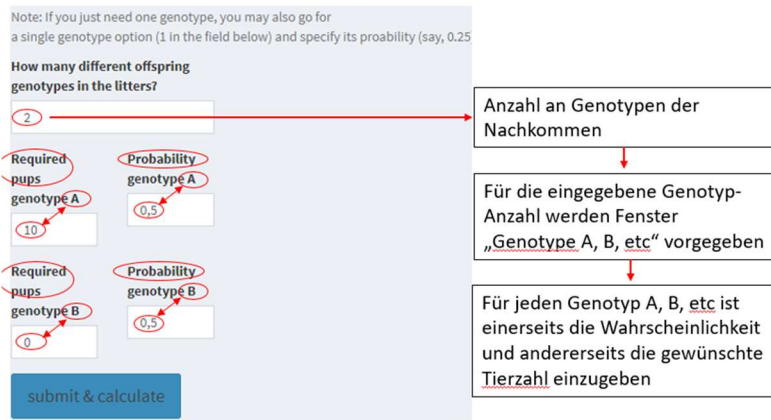 Note: If you just need one genotype, you may also go for
a single genotype option (1 in the field below) and specify its proability (say, 0.25
How many different offspring
genotypes in the litters?
2
Required
pups
genotype A
10
Probability
genotype A
0,5
Required
pups
genotype B
0
Probability
genotype B
0,5
submit & calculate
Anzahl an Genotypen der
Nachkommen
Für die eingegebene Genotyp-
Anzahl werden Fenster
„Genotype A, B, etc“ vorgegeben
Für jeden Genotyp A, B, etc ist
einerseits die Wahrscheinlichkeit
und andererseits die gewünschte
Tierzahl einzugeben